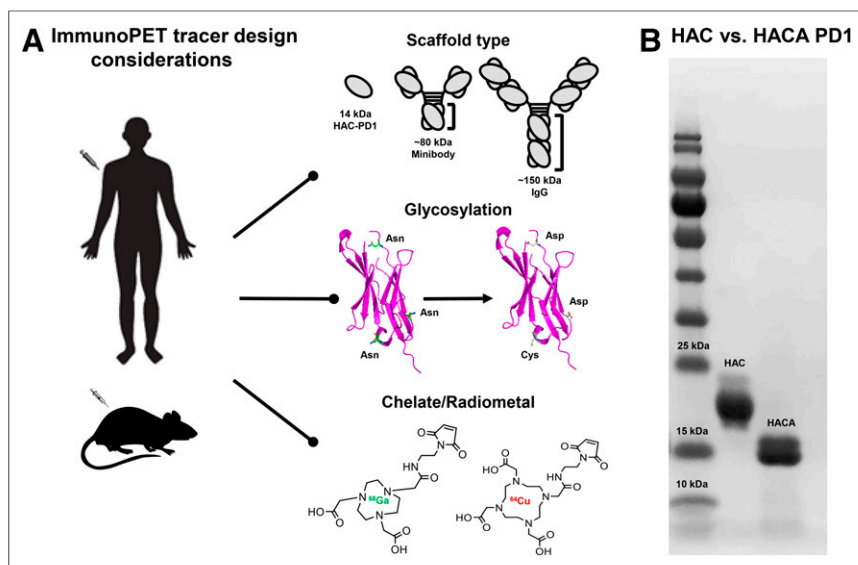 A
ImmunoPET tracer design
considerations
Scaffold type
14 kDa
HAC-PD1
~80 kDa
Minibody
~150 kDa
IgG
Glycosylation
Asn
Asn
Asn
Asp
Asp
Cys
Chelate/Radiometal
O
N
O
HN
O
N
N
N
⁶⁸Ga
HO
O
O
OH
O
N
O
HN
O
HO
O
N
N
N
N
⁶⁴Cu
HO
O
O
OH
B
HAC vs. HACA PD1
25 kDa
HAC
15 kDa
HACA
10 kDa